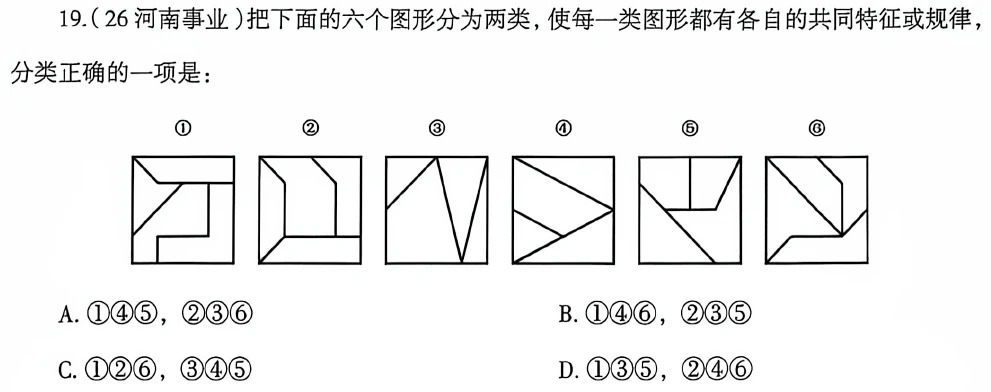 19.(26河南事业)把下面的六个图形分为两类，使每一类图形都有各自的共同特征或规律，
分类正确的一项是：
① ② ③ ④ ⑤ ⑥
A. ①④⑤，②③⑥ B. ①④⑥，②③⑤
C. ①②⑥，③④⑤ D. ①③⑤，②④⑥